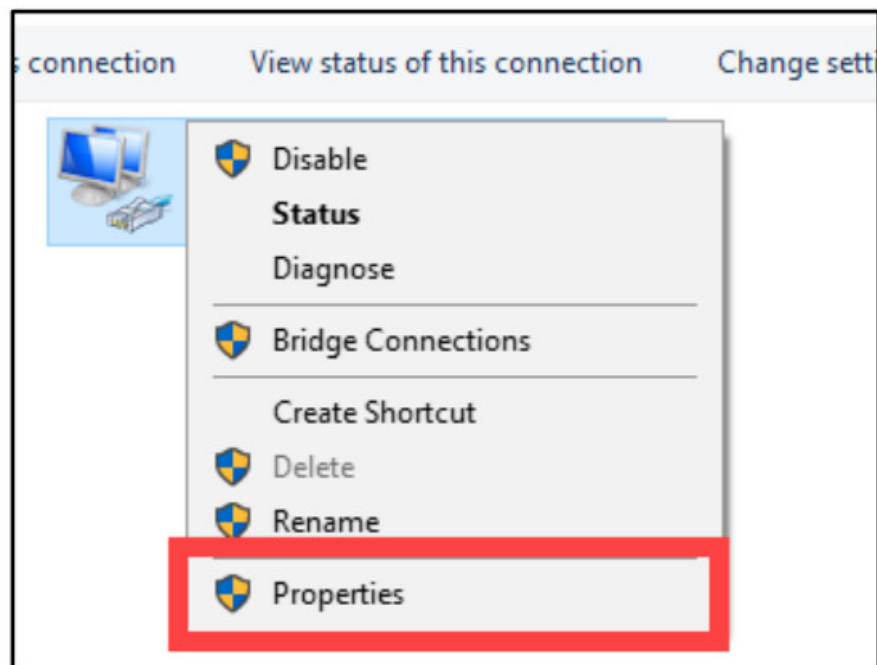 connection View status of this connection Change setti
Disable
Status
Diagnose
Bridge Connections
Create Shortcut
Delete
Rename
Properties